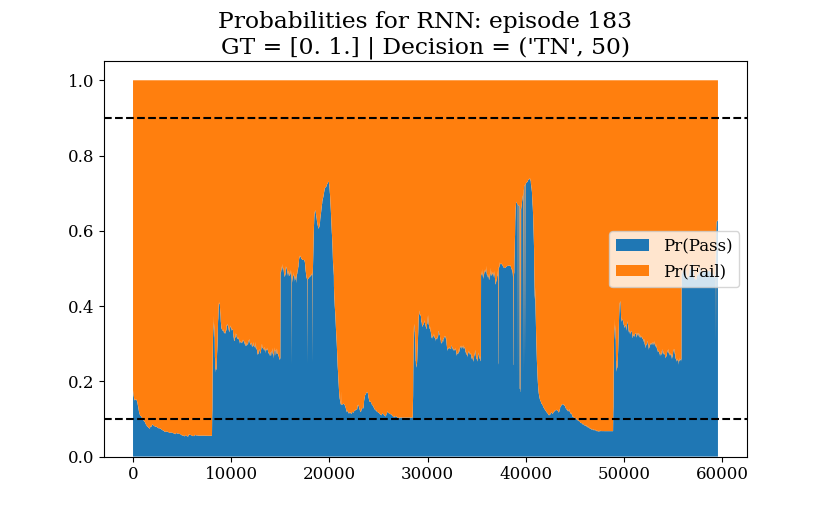 Probabilities for RNN: episode 183
GT = [0. 1.] | Decision = ('TN', 50)
1.0
0.8
0.6
0.4
0.2
0.0
Pr(Pass)
Pr(Fail)
0 10000 20000 30000 40000 50000 60000